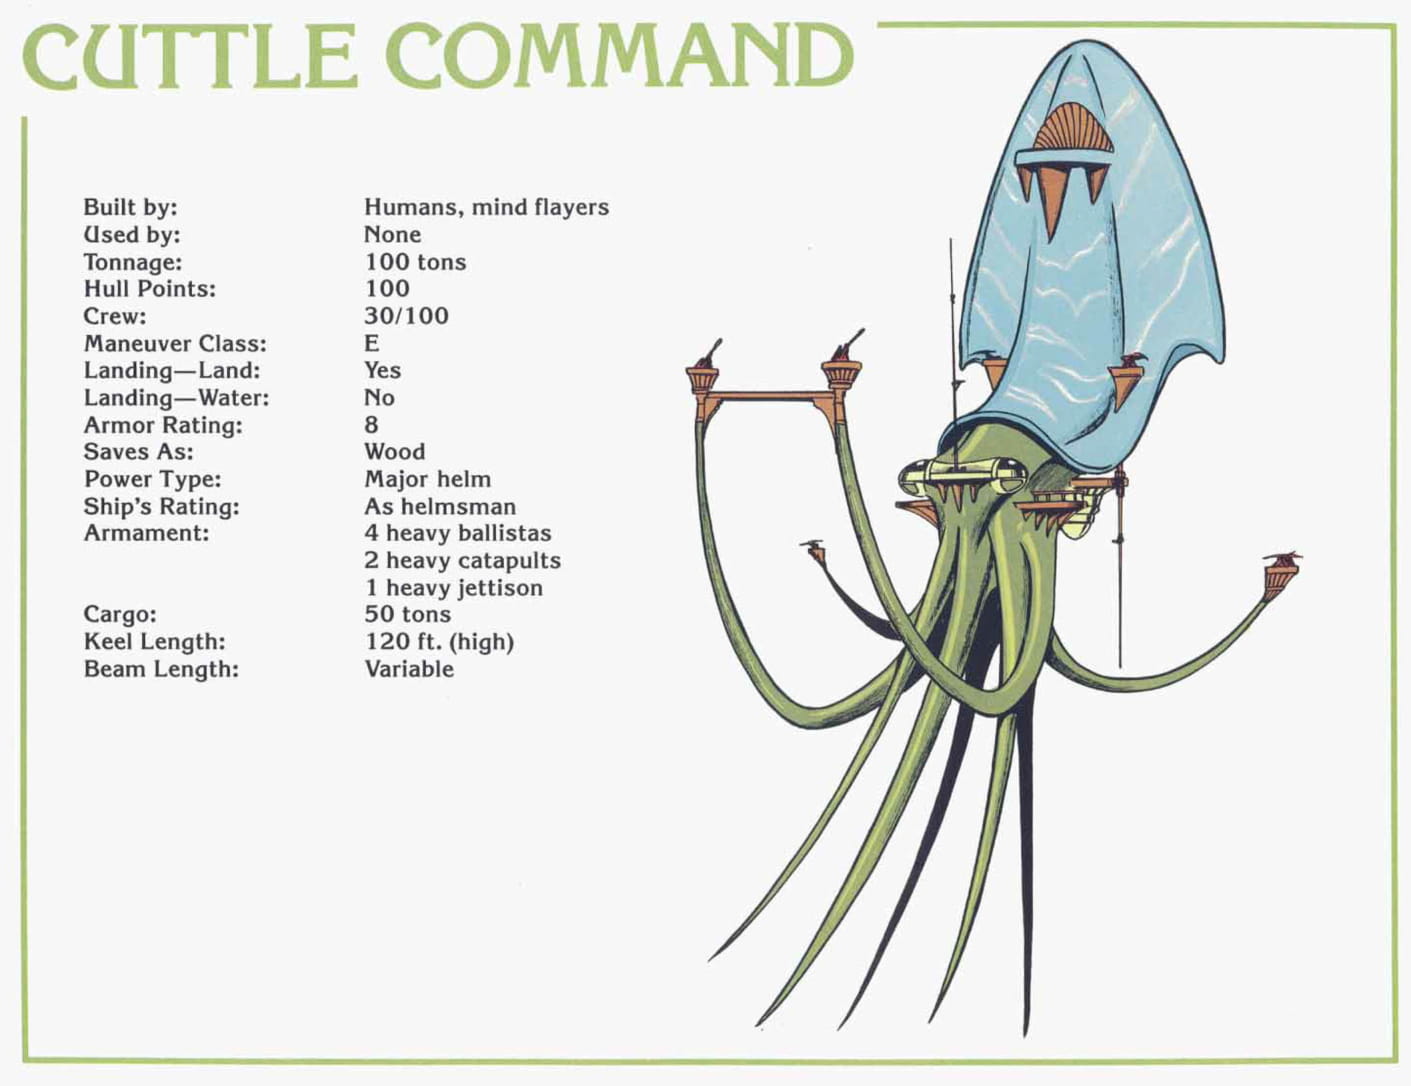 CUTTLE COMMAND
Built by: Humans, mind flayers
Used by: None
Tonnage: 100 tons
Hull Points: 100
Crew: 30/100
Maneuver Class: E
Landing—Land: Yes
Landing—Water: No
Armor Rating: 8
Saves As: Wood
Power Type: Major helm
Ship's Rating: As helmsman
Armament: 4 heavy ballistas
2 heavy catapults
1 heavy jettison
Cargo: 50 tons
Keel Length: 120 ft. (high)
Beam Length: Variable